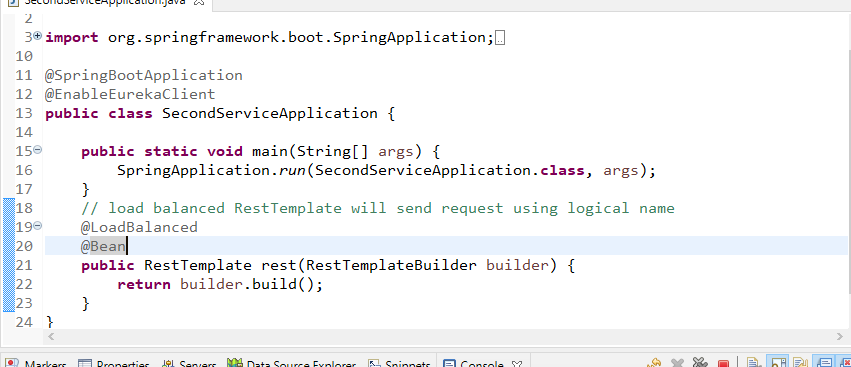 SecondServiceApplication.java
2
3 import org.springframework.boot.SpringApplication;
10
11 @SpringBootApplication
12 @EnableEurekaClient
13 public class SecondServiceApplication {
14
15 public static void main(String[] args) {
16 SpringApplication.run(SecondServiceApplication.class, args);
17 }
18 // load balanced RestTemplate will send request using logical name
19 @LoadBalanced
20 @Bean
21 public RestTemplate rest(RestTemplateBuilder builder) {
22 return builder.build();
23 }
24 }
Markers Properties Servers Data Source Explorer Snippets Console